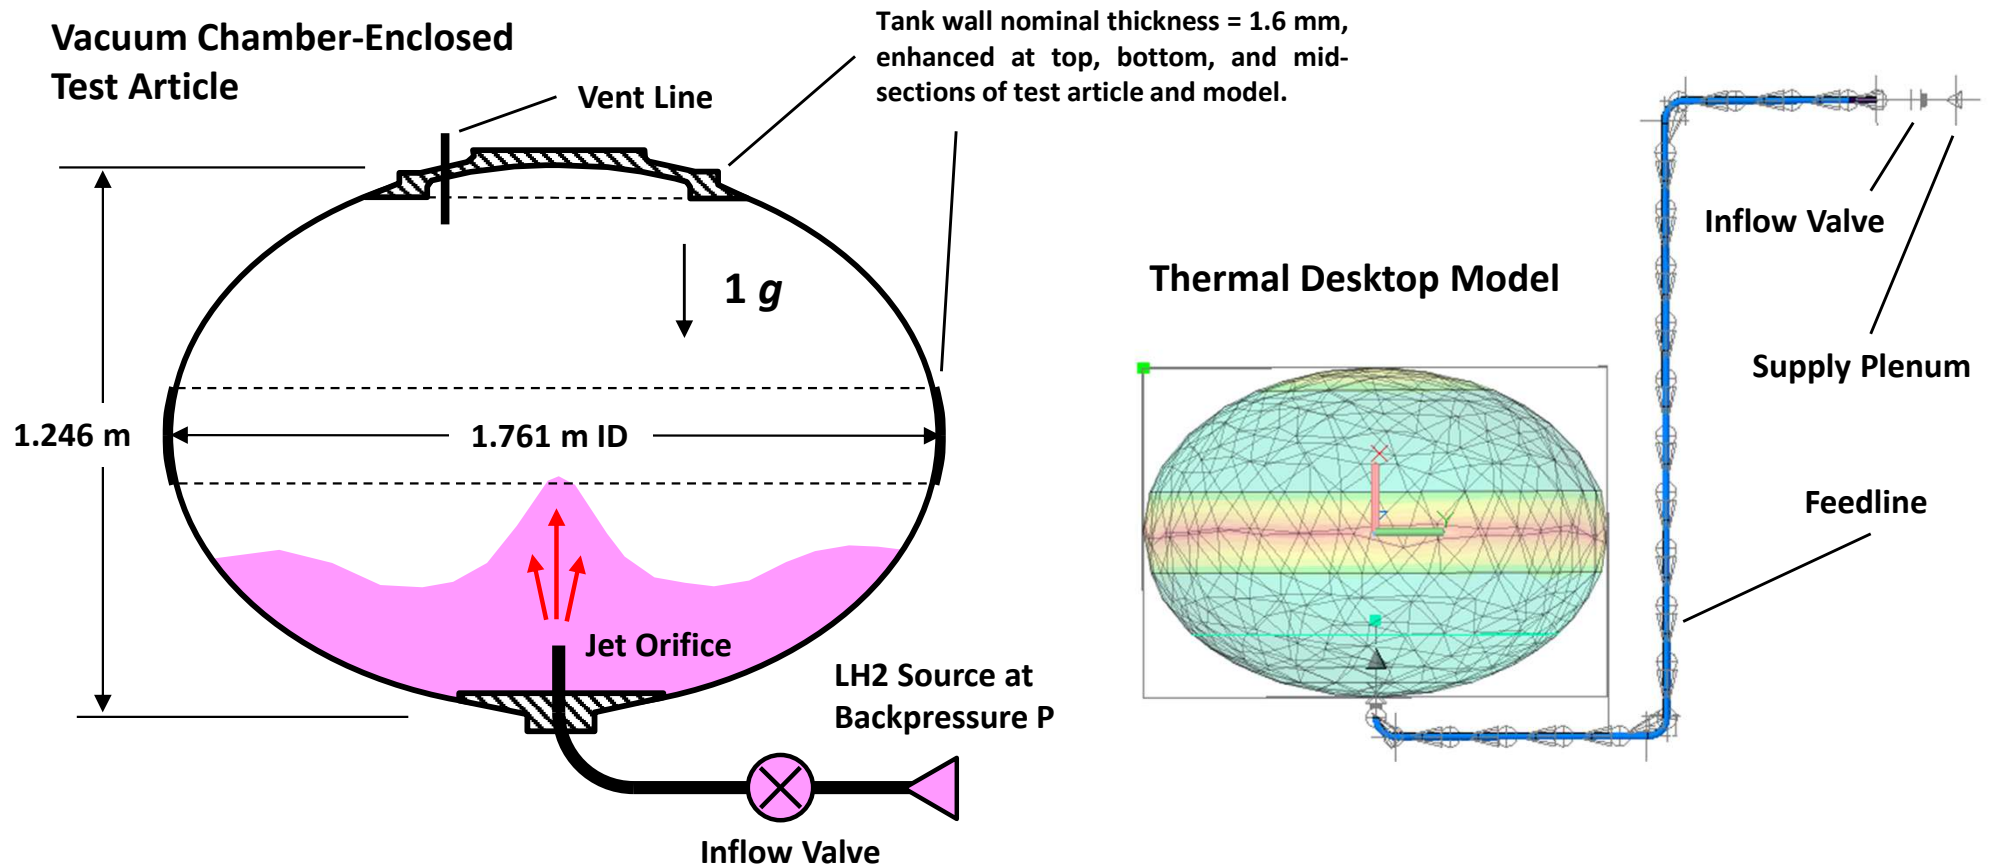 Vacuum Chamber-Enclosed
Test Article
Vent Line
Tank wall nominal thickness = 1.6 mm,
enhanced at top, bottom, and mid-
sections of test article and model.
1 g
1.246 m
1.761 m ID
Jet Orifice
LH2 Source at
Backpressure P
Inflow Valve
Thermal Desktop Model
Inflow Valve
Supply Plenum
Feedline
X
Y
Z